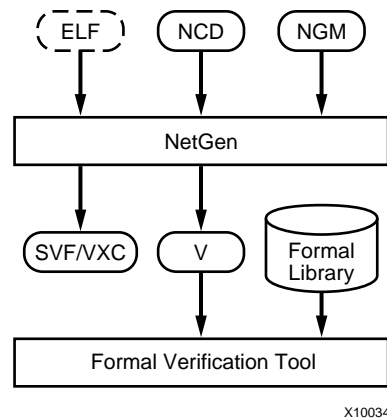 ELF
NCD
NGM
NetGen
SVF/VXC
V
Formal
Library
Formal Verification Tool
X10034